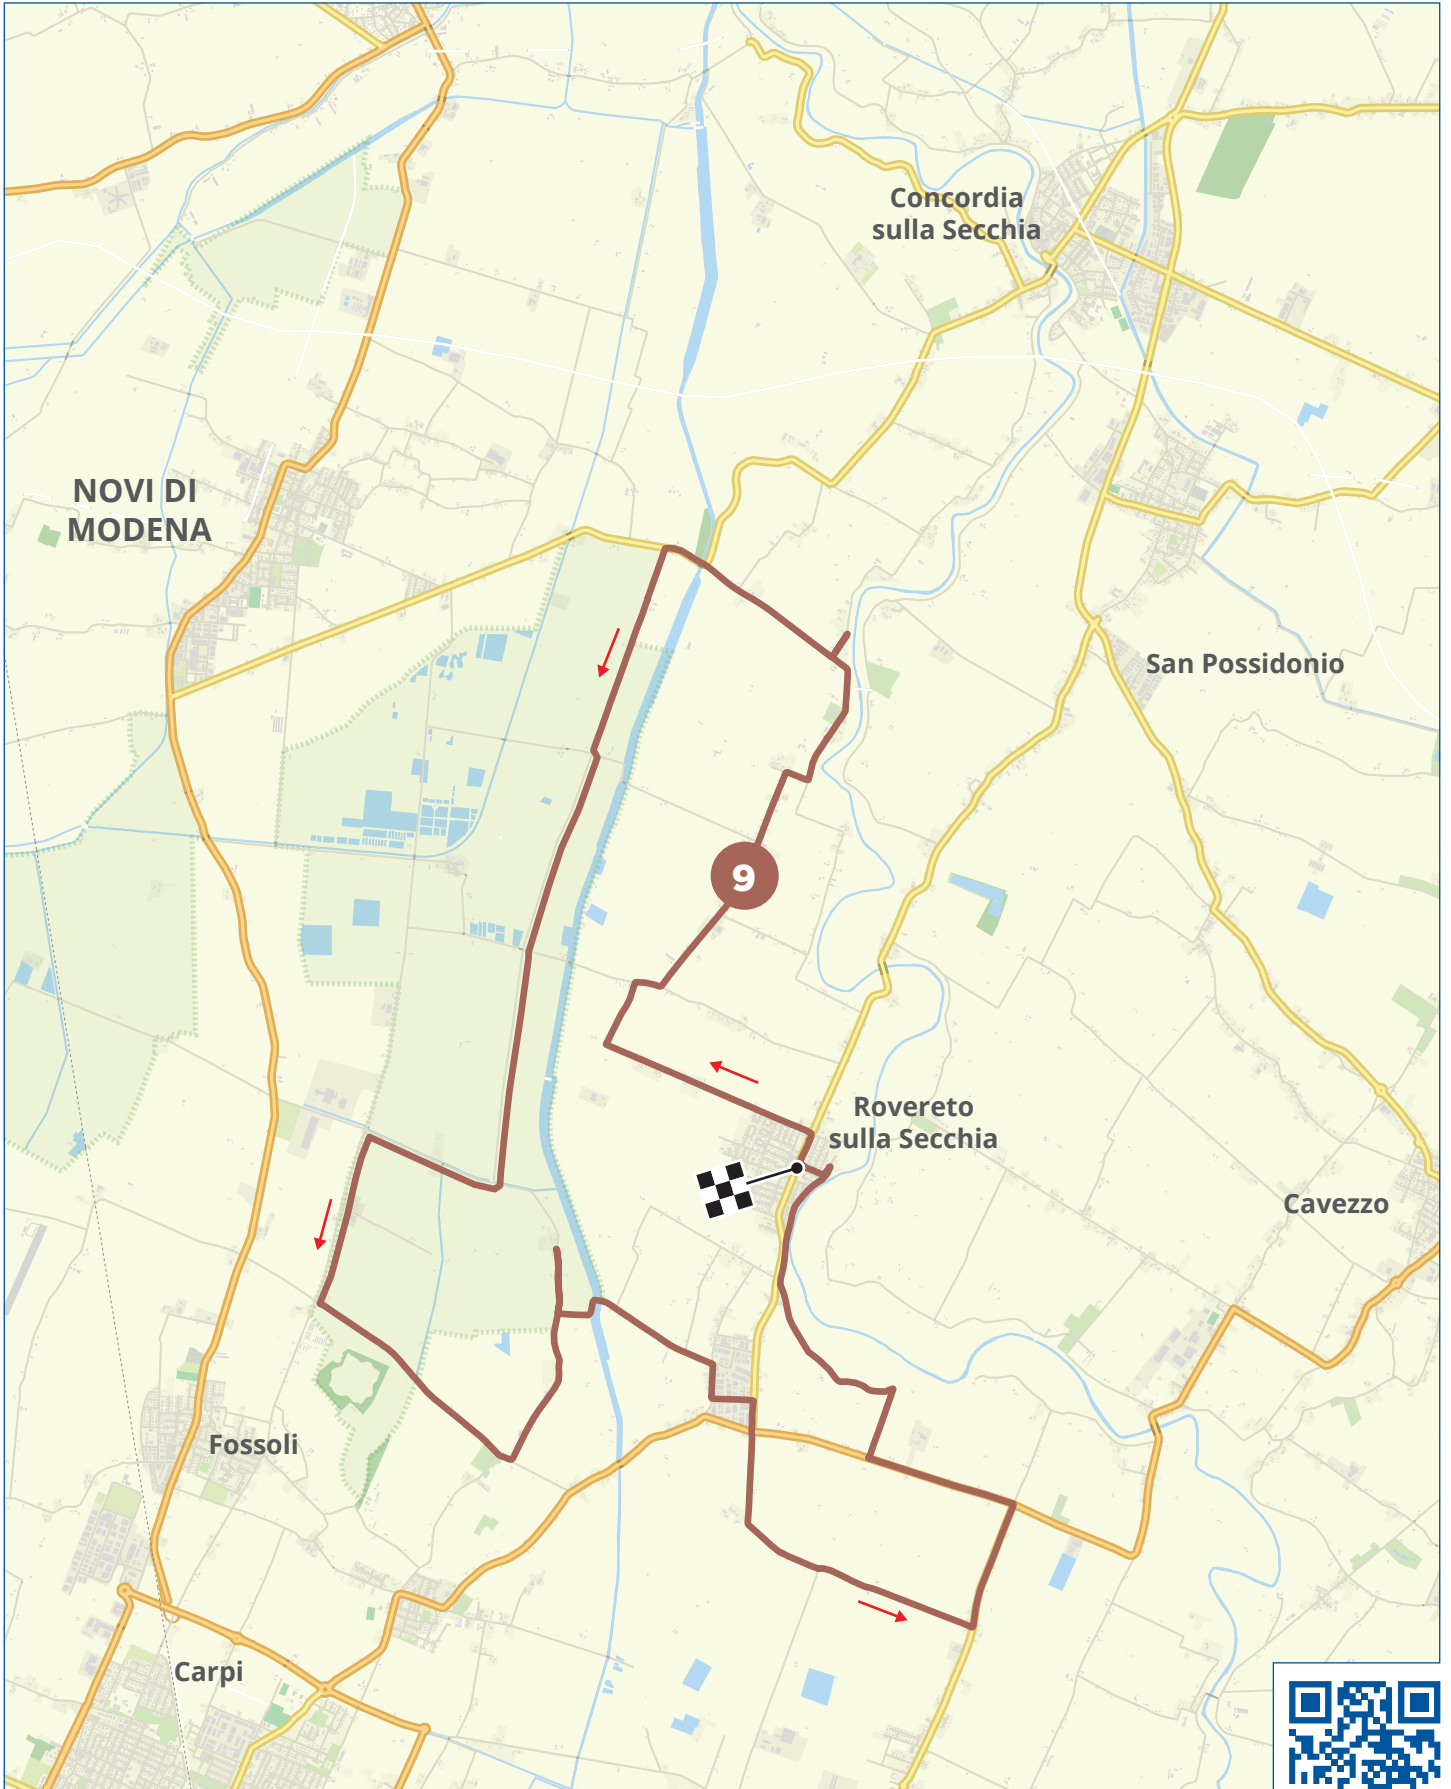 Concordia
sulla Secchia
NOVI DI
MODENA
San Possidonio
9
Rovereto
sulla Secchia
Cavezzo
Fossoli
Carpi